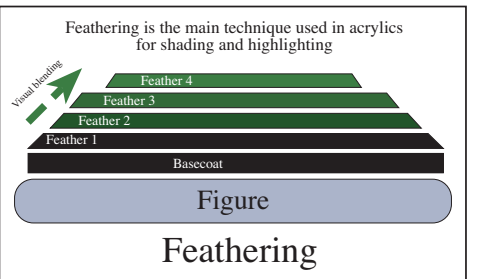 Feathering is the main technique used in acrylics
for shading and highlighting
Visual blending
Feather 4
Feather 3
Feather 2
Feather 1
Basecoat
Figure
Feathering